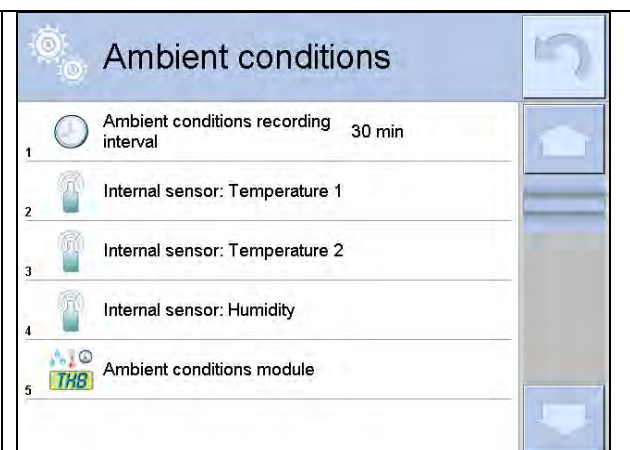 Ambient conditions
Ambient conditions recording
interval
30 min
1
Internal sensor: Temperature 1
2
Internal sensor: Temperature 2
3
Internal sensor: Humidity
4
THB
Ambient conditions module
5